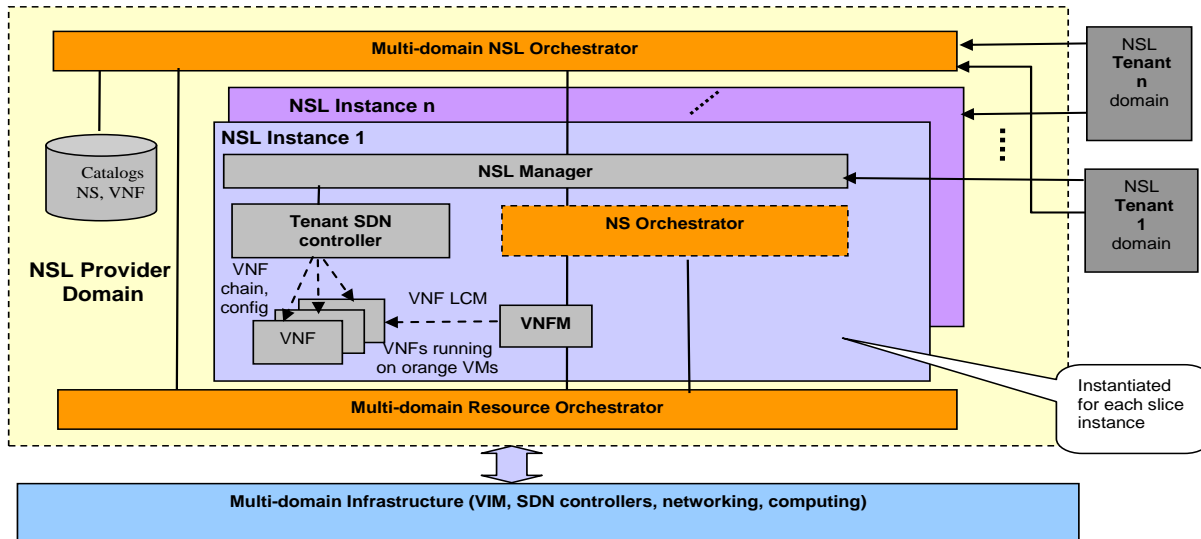 Multi-domain NSL Orchestrator
NSL
Tenant
n
domain
NSL Instance n
NSL Instance 1
Catalogs
NS, VNF
NSL Manager
NSL
Tenant
1
domain
Tenant SDN
controller
NS Orchestrator
NSL Provider
Domain
VNF
chain,
config
VNF LCM
VNFM
VNF
VNFs running
on orange VMs
Instantiated
for each slice
instance
Multi-domain Resource Orchestrator
Multi-domain Infrastructure (VIM, SDN controllers, networking, computing)